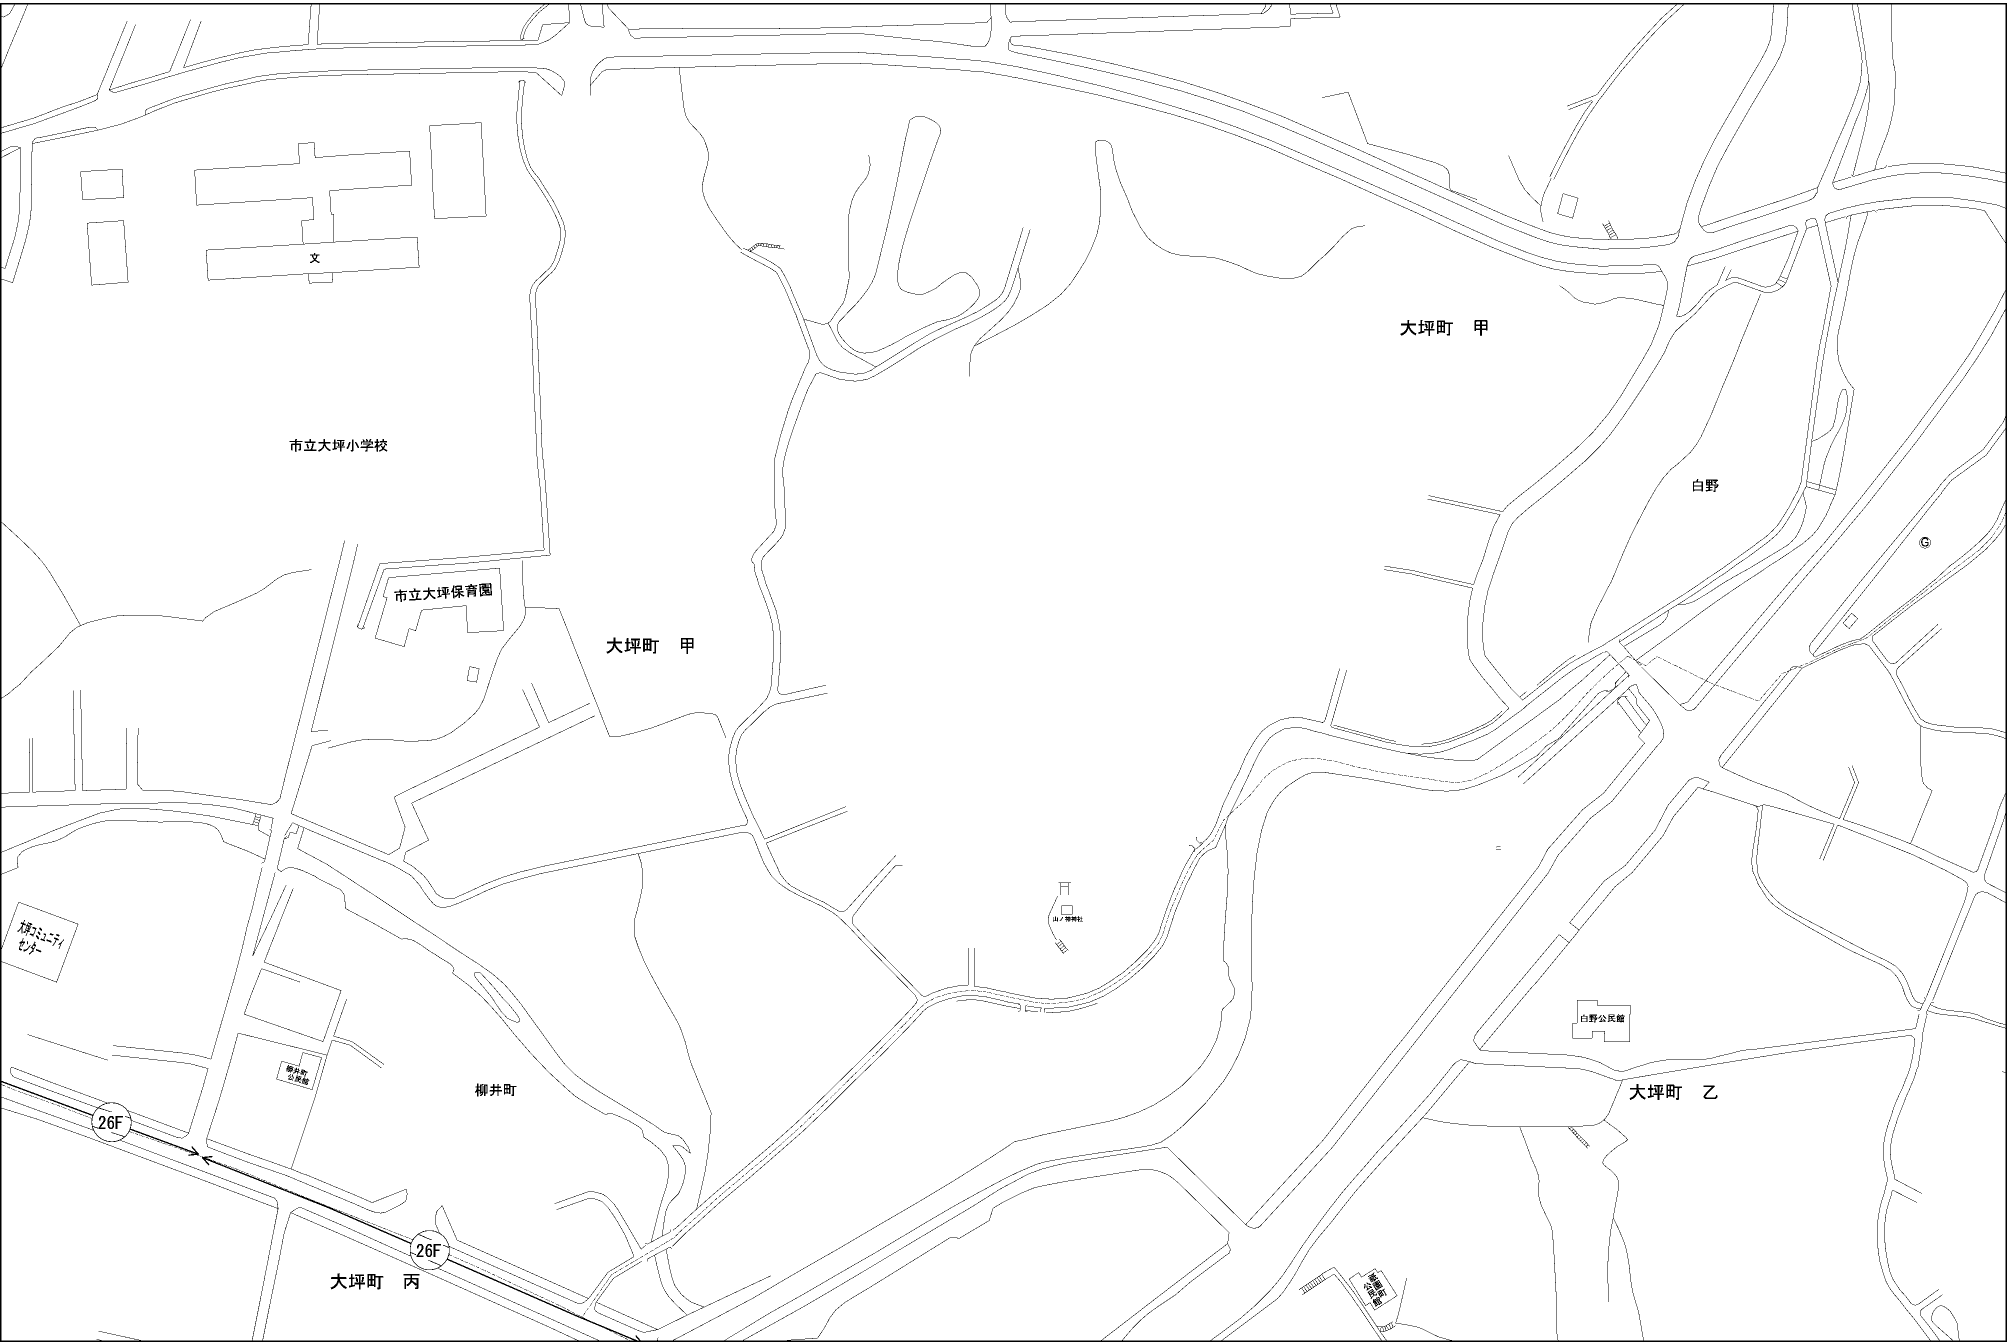 文
大坪町　甲
市立大坪小学校
白野
G
市立大坪保育園
大坪町　甲
山ノ神神社
大坪コミュニティ
センター
白野公民館
柳井町
公民館
柳井町
大坪町　乙
26F
26F
大坪町　丙
公民館